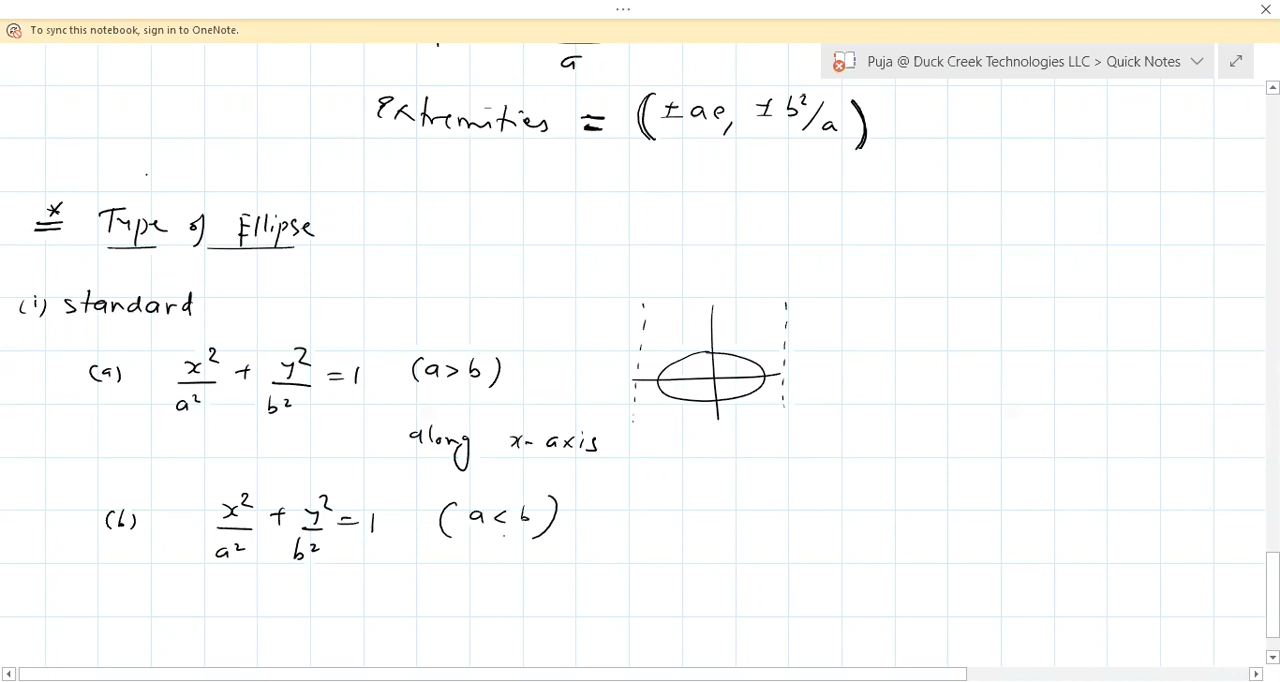 ...
To sync this notebook, sign in to OneNote.
Puja @ Duck Creek Technologies LLC > Quick Notes
a
extremities = (± ae, ± b²/a)
* Type of Ellipse
(i) standard
(a) x²/a² + y²/b² = 1 (a > b)
along x-axis
(b) x²/a² + y²/b² = 1 (a < b)